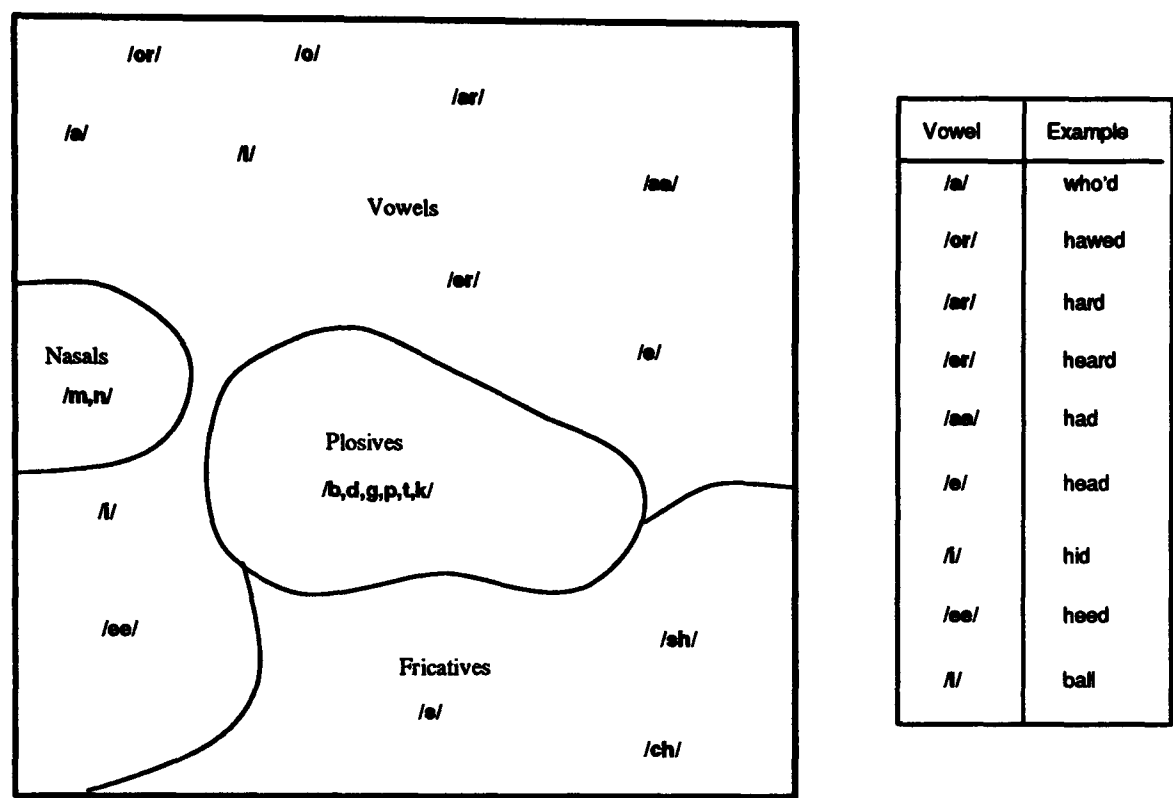 /or/ /o/
/ar/
/a/
/l/
/aa/
Vowels
/er/
Nasals
/m,n/
/e/
Plosives
/b,d,g,p,t,k/
/i/
/ee/
/sh/
Fricatives
/s/
/ch/
Vowel Example
/a/ who'd
/or/ hawed
/ar/ hard
/er/ heard
/aa/ had
/e/ head
/i/ hid
/ee/ heed
/l/ ball